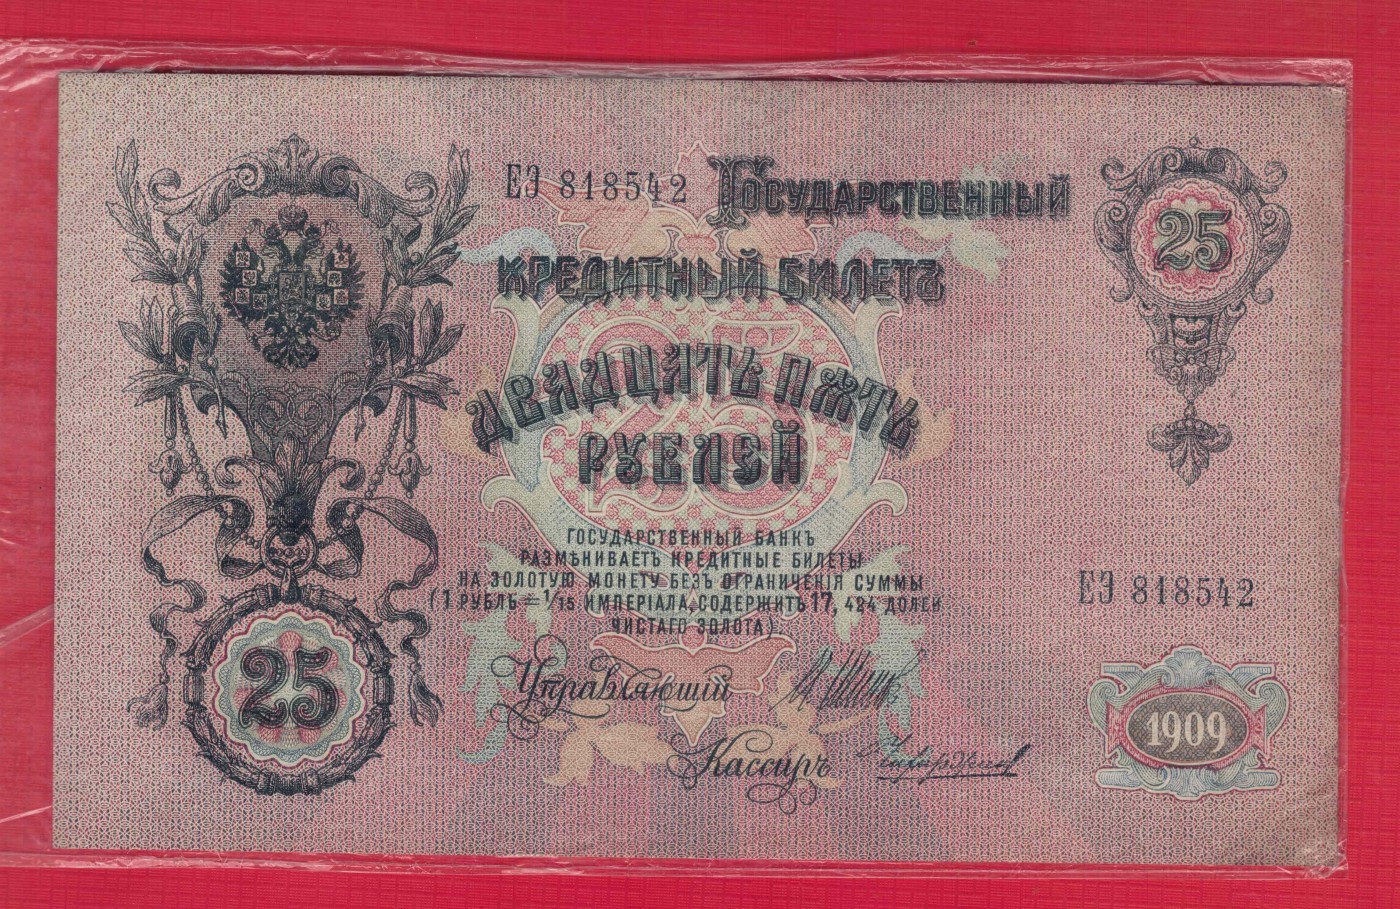 ЕЭ 818542 Государственный
25
Кредитный Билетъ
Двадцать пять
рублей
ГОСУДАРСТВЕННЫЙ БАНКЪ
РАЗМѢНИВАЕТЪ КРЕДИТНЫЕ БИЛЕТЫ
НА ЗОЛОТУЮ МОНЕТУ БЕЗЪ ОГРАНИЧЕНІЯ СУММЫ
(1 РУБЛЬ = 1/15 ИМПЕРІАЛА, СОДЕРЖИТЪ 17, 424 ДОЛЕЙ
ЧИСТАГО ЗОЛОТА).
ЕЭ 818542
Управляющий
25
Кассиръ
1909